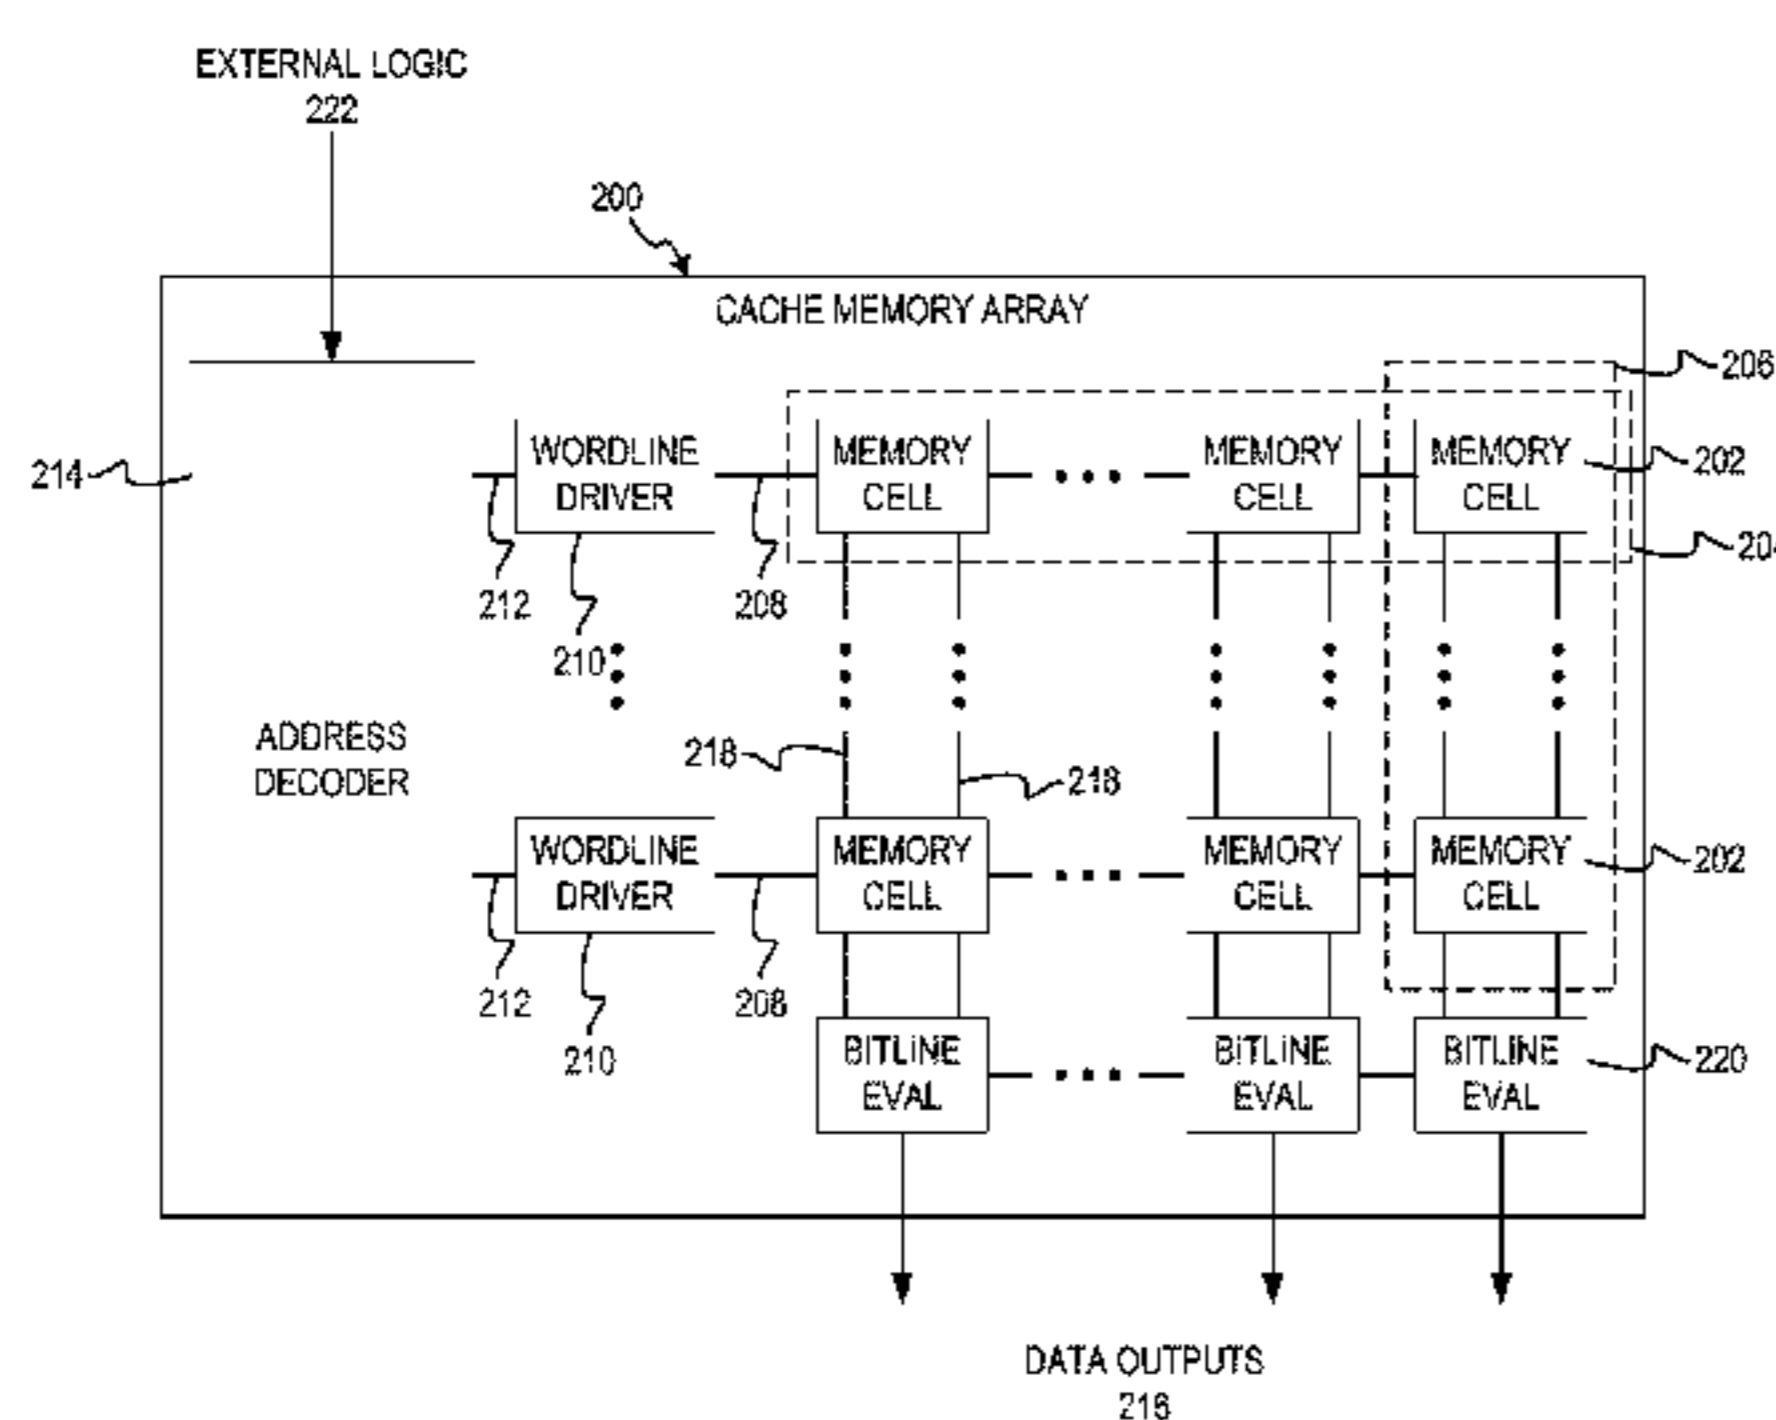 EXTERNAL LOGIC
222
200
CACHE MEMORY ARRAY
206
214
WORDLINE
DRIVER
MEMORY
CELL
MEMORY
CELL
MEMORY
CELL
202
204
212
208
210
218
218
ADDRESS
DECODER
WORDLINE
DRIVER
MEMORY
CELL
MEMORY
CELL
MEMORY
CELL
202
212
208
210
BITLINE
EVAL
BITLINE
EVAL
BITLINE
EVAL
220
DATA OUTPUTS
216